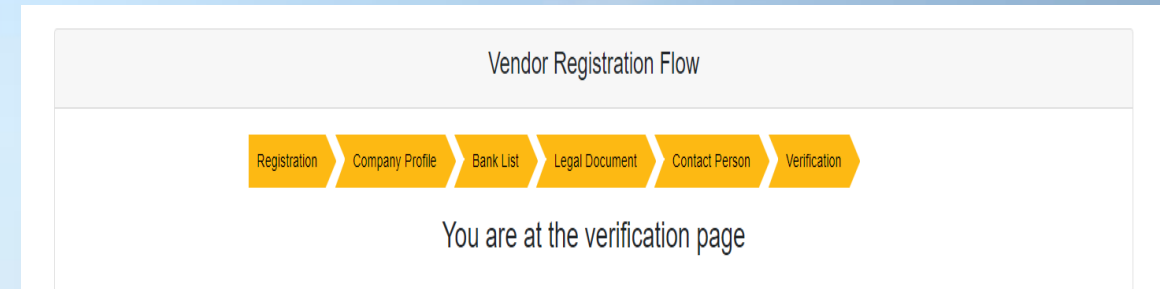 Vendor Registration Flow
Registration Company Profile Bank List Legal Document Contact Person Verification
You are at the verification page